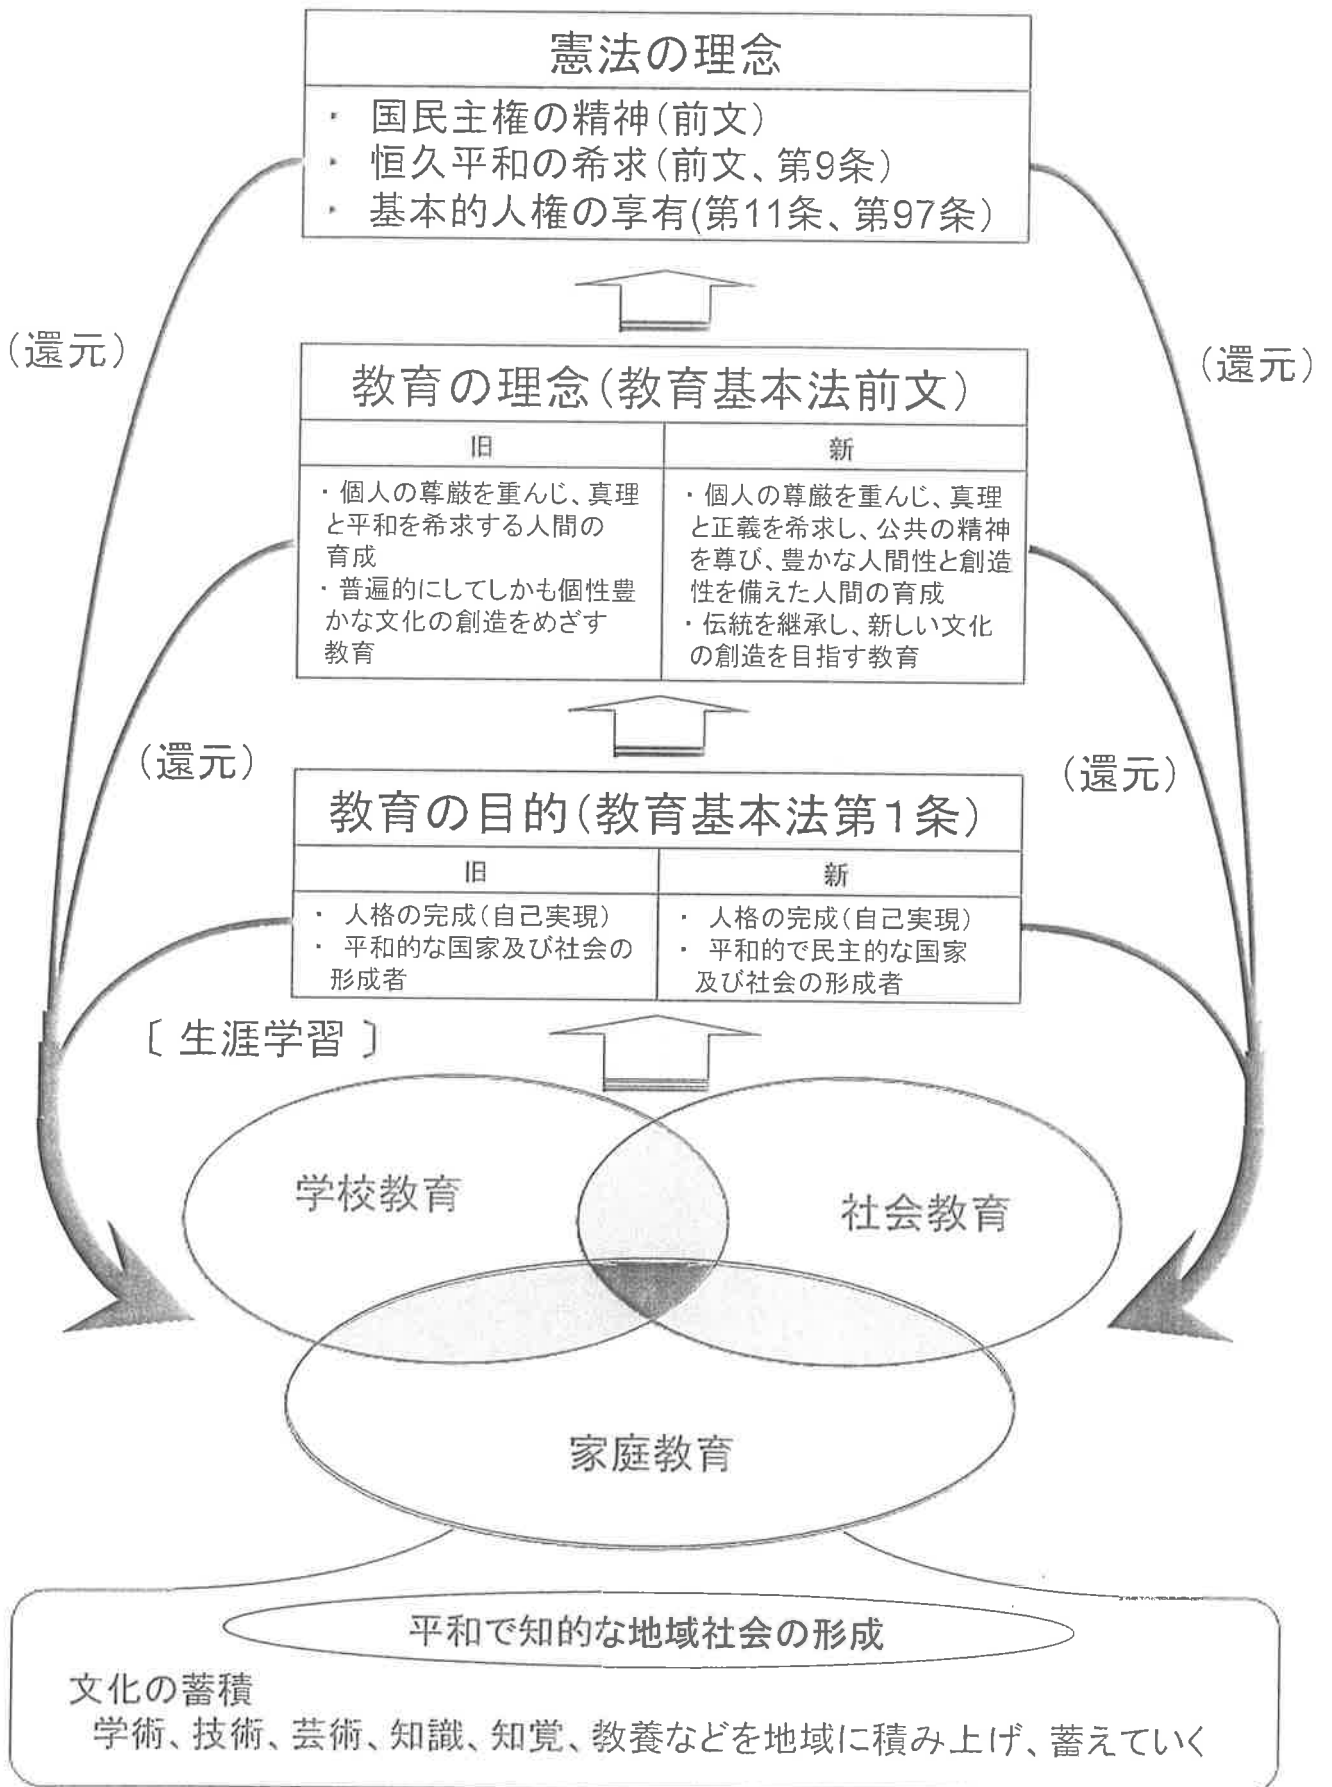 憲法の理念
・ 国民主権の精神(前文)
・ 恒久平和の希求(前文、第9条)
・ 基本的人権の享有(第11条、第97条)
(還元)
(還元)
教育の理念(教育基本法前文)
旧
・個人の尊厳を重んじ、真理
と平和を希求する人間の
育成
・普遍的にしてしかも個性豊
かな文化の創造をめざす
教育
新
・個人の尊厳を重んじ、真理
と正義を希求し、公共の精神
を尊び、豊かな人間性と創造
性を備えた人間の育成
・伝統を継承し、新しい文化
の創造を目指す教育
(還元)
(還元)
教育の目的(教育基本法第1条)
旧
・ 人格の完成(自己実現)
・ 平和的な国家及び社会の
形成者
新
・ 人格の完成(自己実現)
・ 平和的で民主的な国家
及び社会の形成者
〔 生涯学習 〕
学校教育
社会教育
家庭教育
平和で知的な地域社会の形成
文化の蓄積
学術、技術、芸術、知識、知覚、教養などを地域に積み上げ、蓄えていく